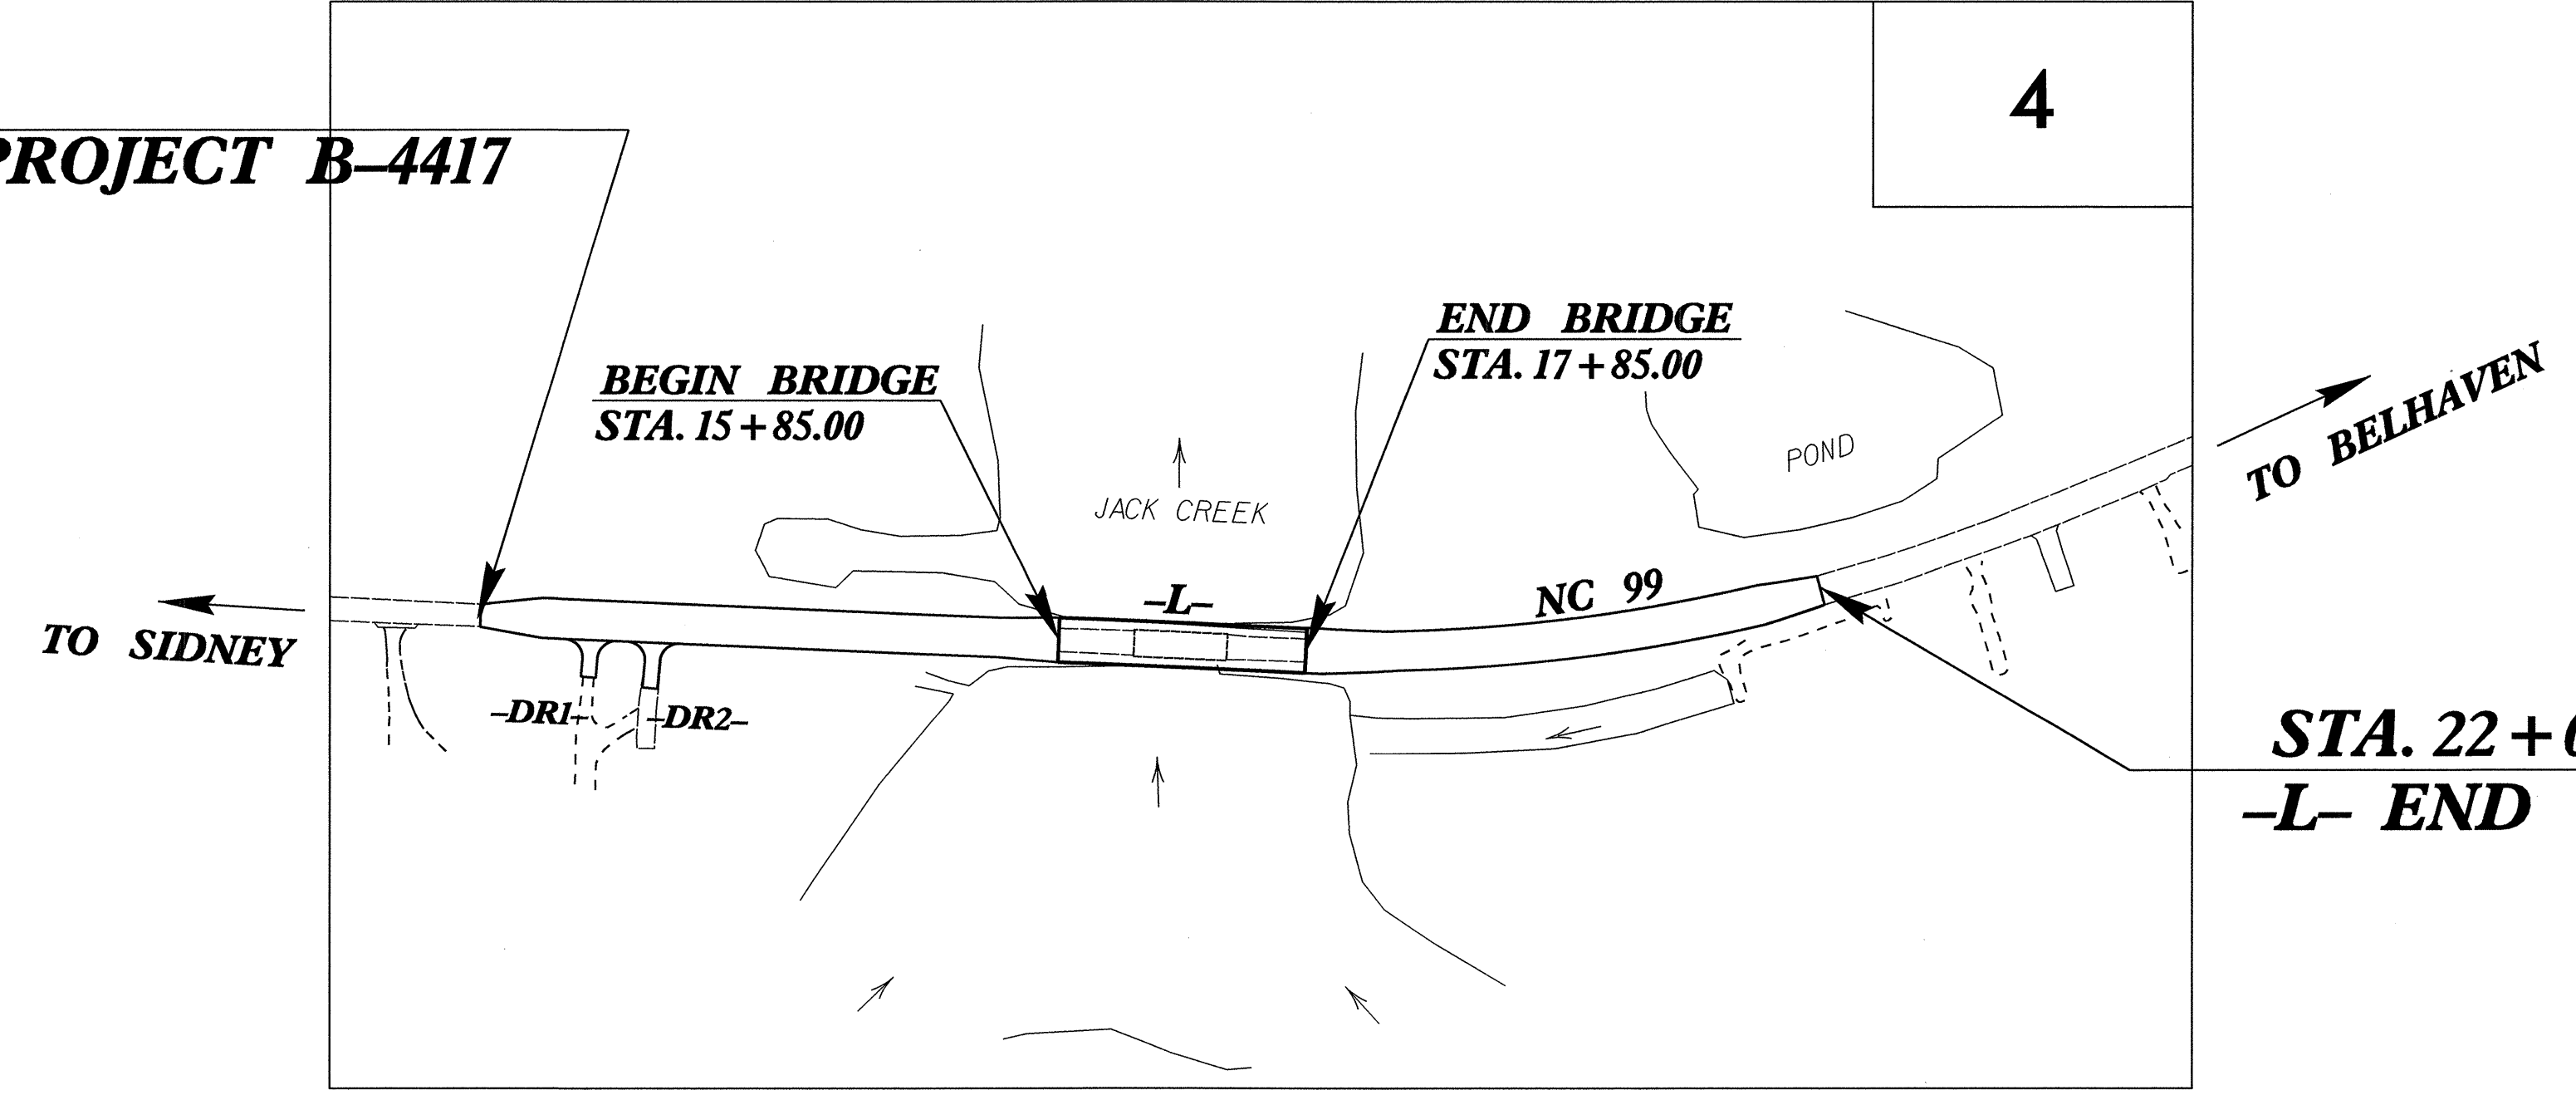 4
PROJECT B–4417
END BRIDGE
STA. 17+85.00
BEGIN BRIDGE
STA. 15+85.00
TO BELHAVEN
POND
JACK CREEK
–L–
NC 99
TO SIDNEY
–DR1–
–DR2–
STA. 22+
–L– END